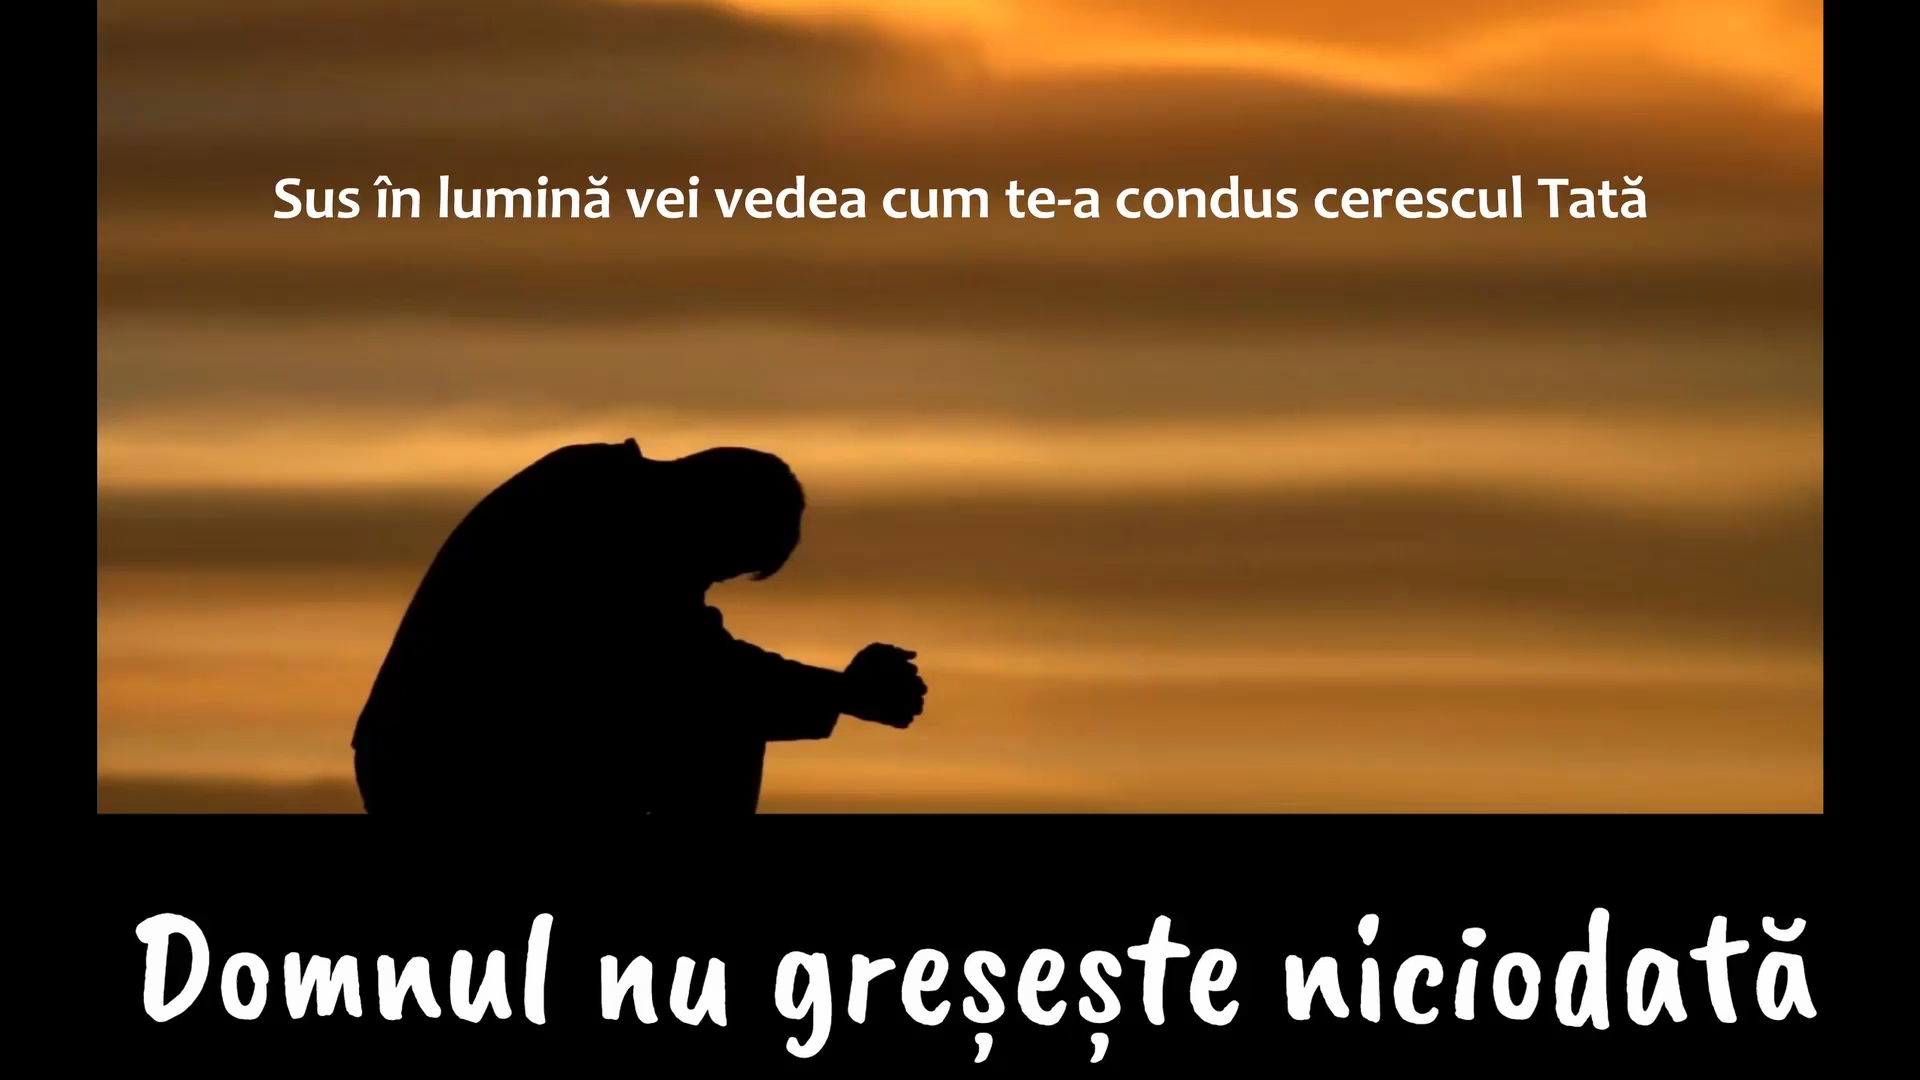 Sus în lumină vei vedea cum te-a condus cerescul Tată
Domnul nu greșește niciodată